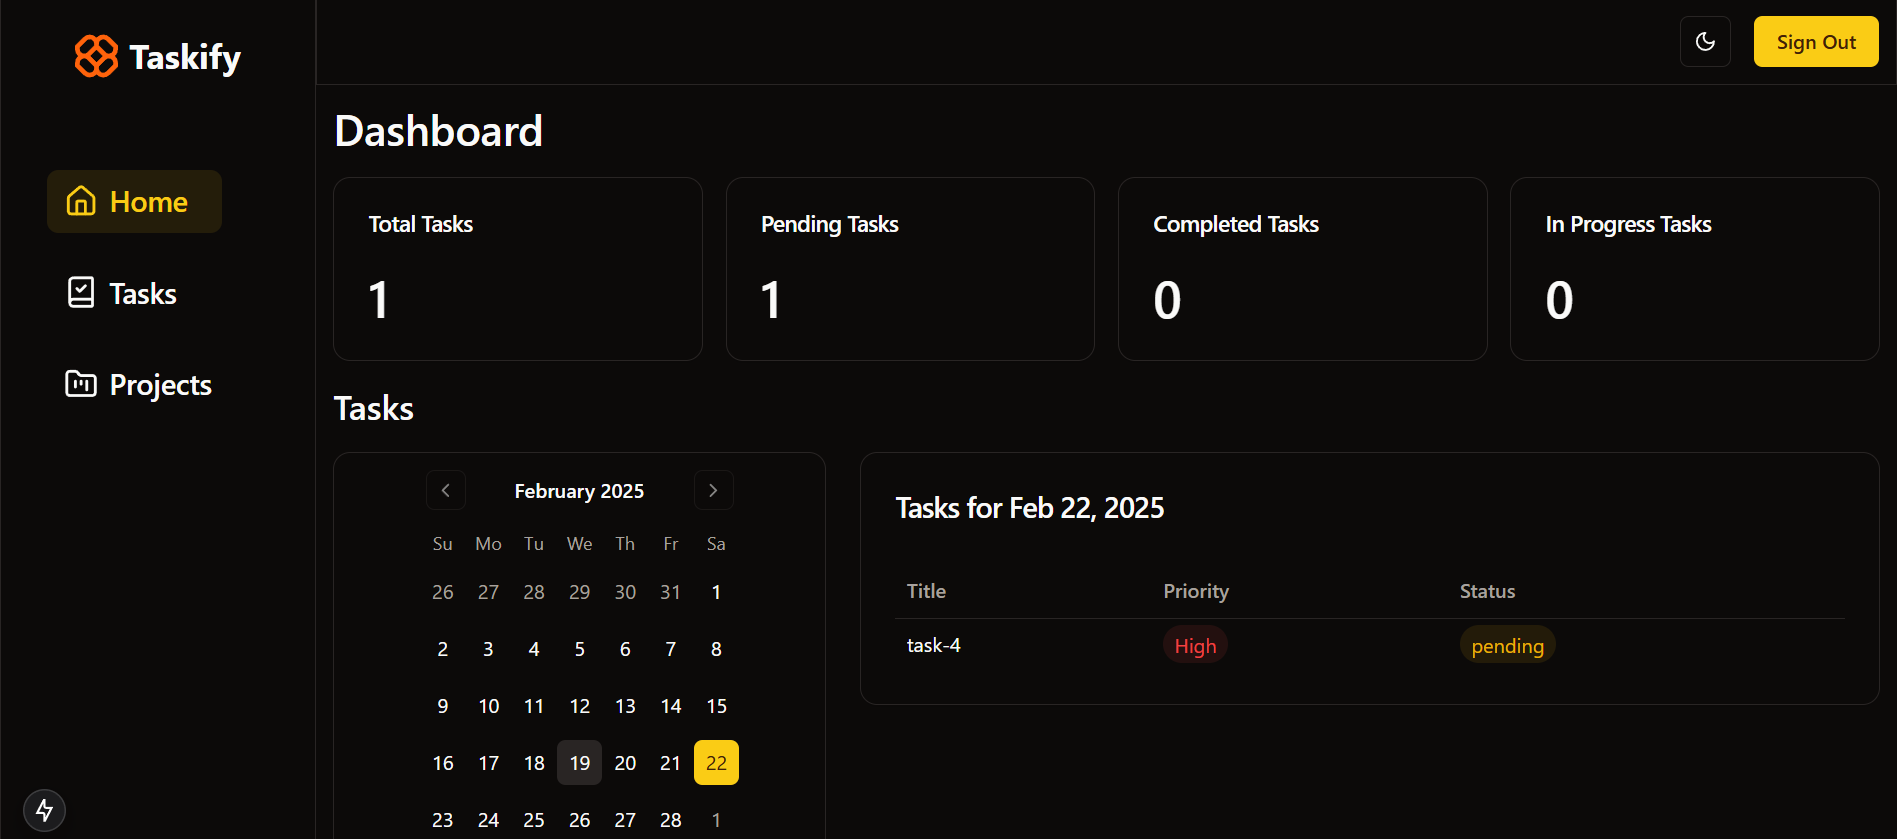 Taskify
Sign Out
Home
Tasks
Projects
Dashboard
Total Tasks
1
Pending Tasks
1
Completed Tasks
0
In Progress Tasks
0
Tasks
February 2025
Su Mo Tu We Th Fr Sa
26 27 28 29 30 31 1
2 3 4 5 6 7 8
9 10 11 12 13 14 15
16 17 18 19 20 21 22
23 24 25 26 27 28 1
Tasks for Feb 22, 2025
Title Priority Status
task-4 High pending